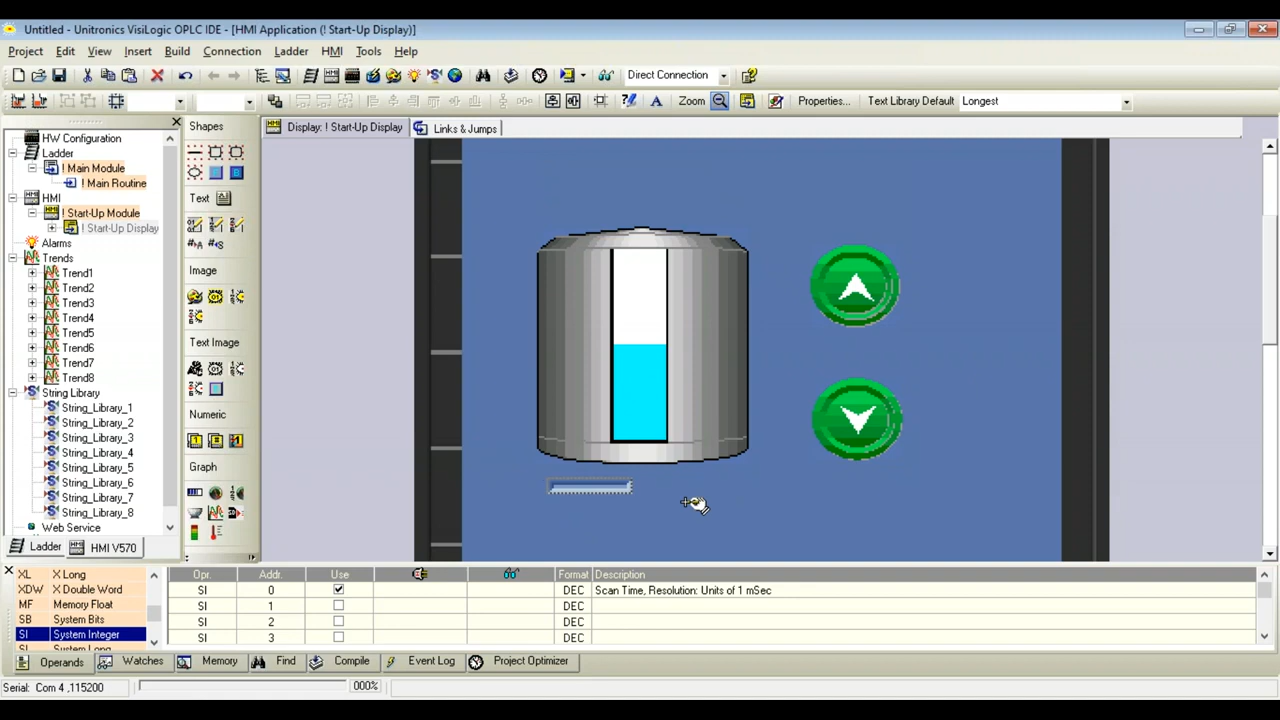 Untitled - Unitronics VisiLogic OPLC IDE - [HMI Application (! Start-Up Display)]
Project Edit View Insert Build Connection Ladder HMI Tools Help
Direct Connection
Zoom Properties... Text Library Default Longest
HW Configuration
Ladder
! Main Module
! Main Routine
HMI
! Start-Up Module
! Start-Up Display
Alarms
Trends
Trend1
Trend2
Trend3
Trend4
Trend5
Trend6
Trend7
Trend8
String Library
String_Library_1
String_Library_2
String_Library_3
String_Library_4
String_Library_5
String_Library_6
String_Library_7
String_Library_8
Web Service
Ladder HMI V570
Shapes
Text
Image
Text Image
Numeric
Graph
Display: ! Start-Up Display Links & Jumps
XL X Long
XDW X Double Word
MF Memory Float
SB System Bits
SI System Integer
Opr. Addr. Use Format Description
SI 0 DEC Scan Time, Resolution: Units of 1 mSec
SI 1 DEC
SI 2 DEC
SI 3 DEC
Operands Watches Memory Find Compile Event Log Project Optimizer
Serial: Com 4 ,115200 000%